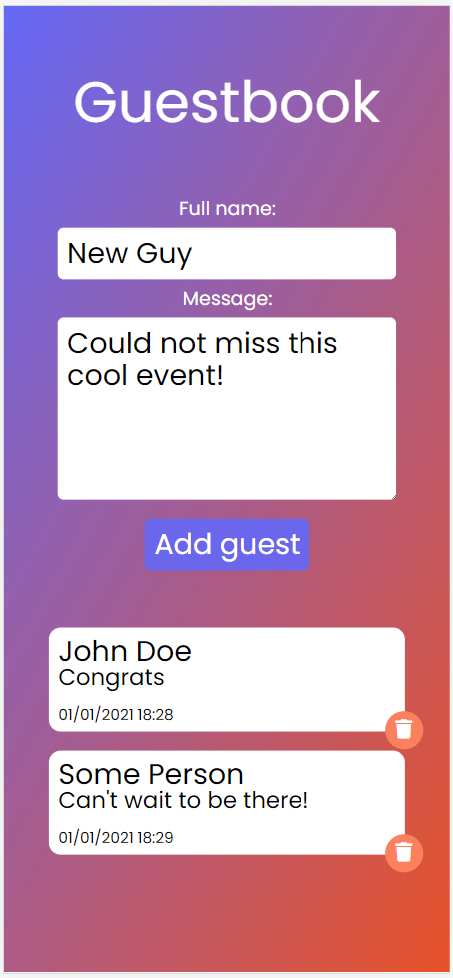 Guestbook
Full name:
New Guy
Message:
Could not miss this
cool event!
Add guest
John Doe
Congrats
01/01/2021 18:28
Some Person
Can't wait to be there!
01/01/2021 18:29